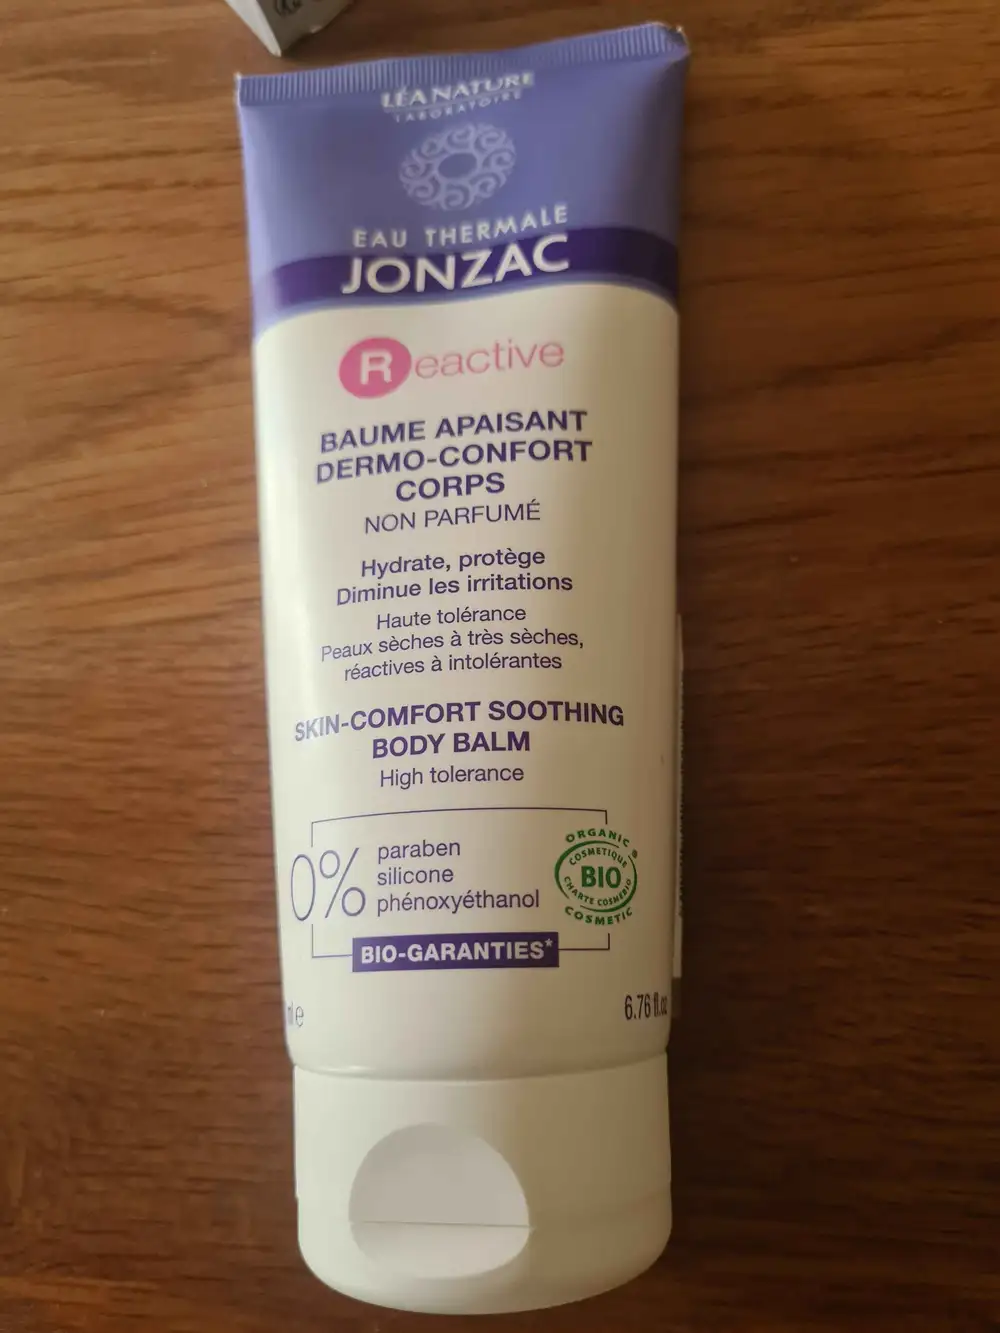 LÉA NATURE
LABORATOIRE
EAU THERMALE
JONZAC
Reactive
BAUME APAISANT
DERMO-CONFORT
CORPS
NON PARFUMÉ
Hydrate, protège
Diminue les irritations
Haute tolérance
Peaux sèches à très sèches,
réactives à intolérantes
SKIN-COMFORT SOOTHING
BODY BALM
High tolerance
0%
paraben
silicone
phénoxyéthanol
ORGANIC
COSMETIQUE
BIO
CHARTE COSMEBIO
COSMETIC
BIO-GARANTIES*
6.76 fl.oz